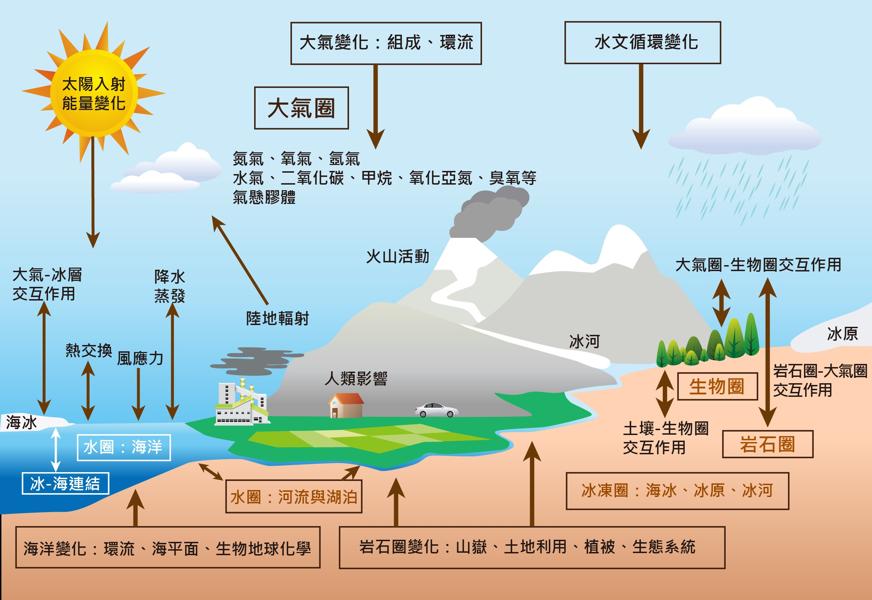 大氣變化：組成、環流
水文循環變化
太陽入射
能量變化
大氣圈
氮氣、氧氣、氬氣
水氣、二氧化碳、甲烷、氧化亞氮、臭氧等
氣懸膠體
火山活動
大氣圈-生物圈交互作用
大氣-冰層
交互作用
降水
蒸發
陸地輻射
冰河
冰原
熱交換
風應力
人類影響
岩石圈-大氣圈
交互作用
生物圈
海冰
水圈：海洋
土壤-生物圈
交互作用
岩石圈
冰-海連結
水圈：河流與湖泊
冰凍圈：海冰、冰原、冰河
海洋變化：環流、海平面、生物地球化學
岩石圈變化：山嶽、土地利用、植被、生態系統